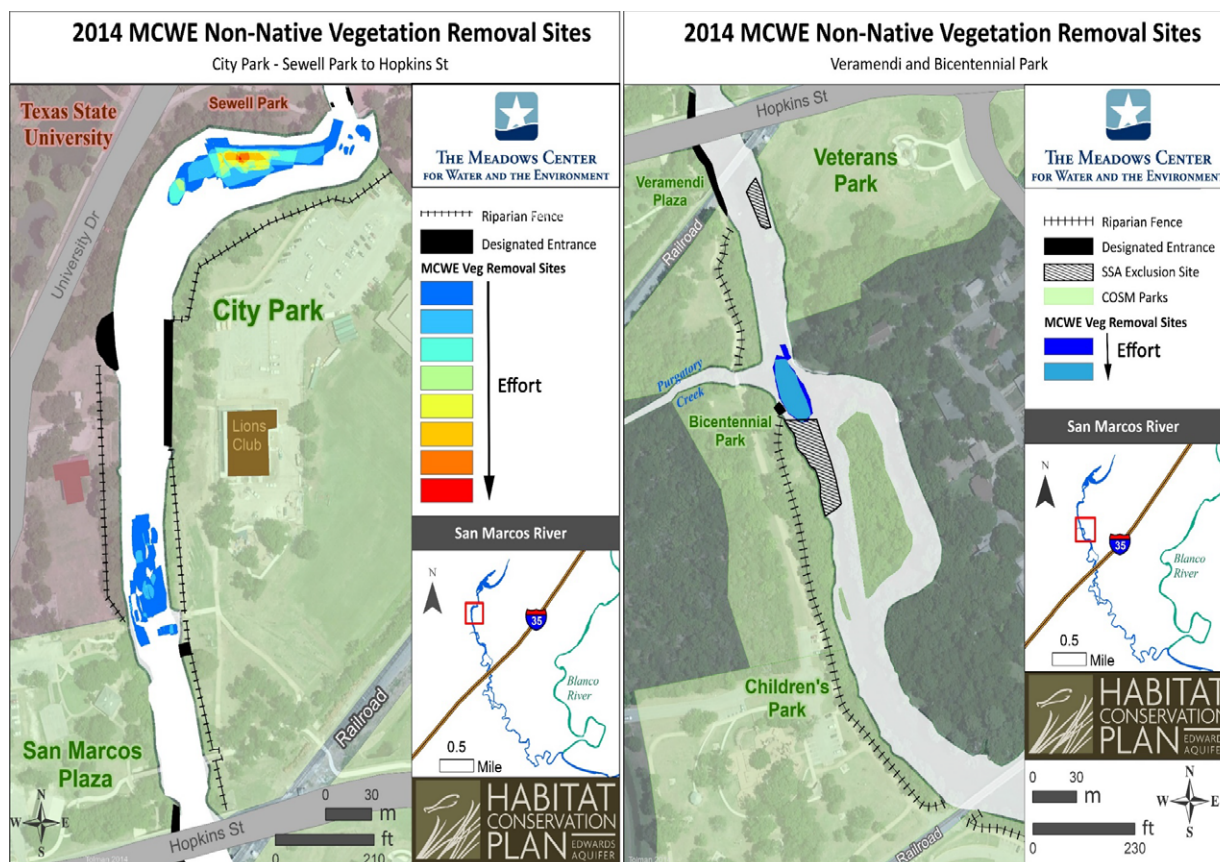 2014 MCWE Non-Native Vegetation Removal Sites
City Park - Sewell Park to Hopkins St
Texas State
University
Sewell Park
University Dr
City Park
Lions
Club
San Marcos
Plaza
Railroad
Hopkins St
N
W
E
S
0 30
m
ft
0 210
Tolman 2014
THE MEADOWS CENTER
FOR WATER AND THE ENVIRONMENT
Riparian Fence
Designated Entrance
MCWE Veg Removal Sites
Effort
San Marcos River
N
35
Blanco
River
0.5
Mile
HABITAT
CONSERVATION
PLAN
EDWARDS
AQUIFER
2014 MCWE Non-Native Vegetation Removal Sites
Veramendi and Bicentennial Park
Hopkins St
Veterans
Park
Veramendi
Plaza
Railroad
Purgatory
Creek
Bicentennial
Park
Children's
Park
Railroad
THE MEADOWS CENTER
FOR WATER AND THE ENVIRONMENT
Riparian Fence
Designated Entrance
SSA Exclusion Site
COSM Parks
MCWE Veg Removal Sites
Effort
San Marcos River
N
35
Blanco
River
0.5
Mile
HABITAT
CONSERVATION
PLAN
EDWARDS
AQUIFER
0 30
m
ft
0 230
N
W
E
S